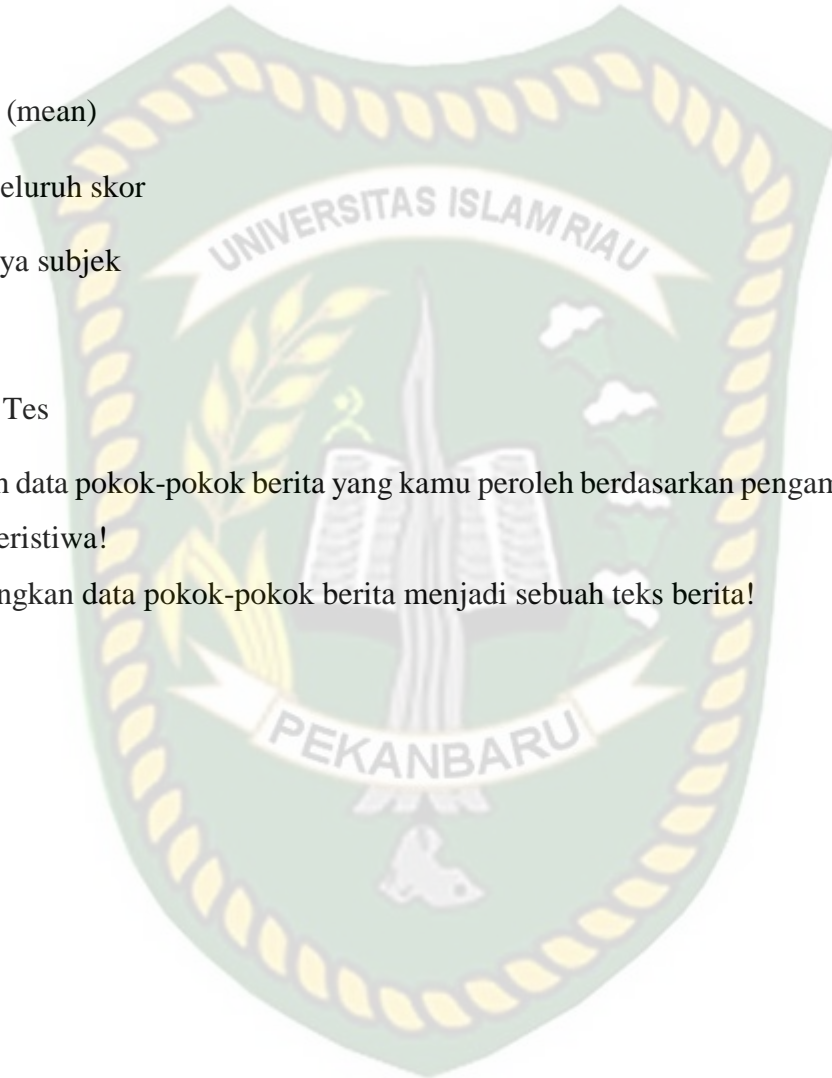 (mean)
eluruh skor
ya subjek
UNIVERSITAS ISLAM RIAU
Tes
n data pokok-pokok berita yang kamu peroleh berdasarkan pengam
eristiwa!
ngkan data pokok-pokok berita menjadi sebuah teks berita!
PEKANBARU